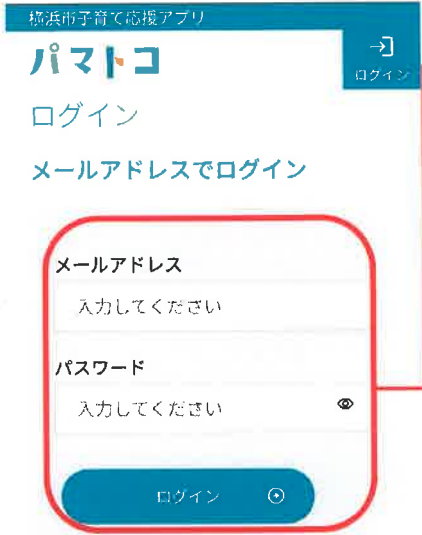 横浜市子育て応援アプリ
パマトコ
ログイン
ログイン
メールアドレスでログイン
メールアドレス
入力してください
パスワード
入力してください
ログイン